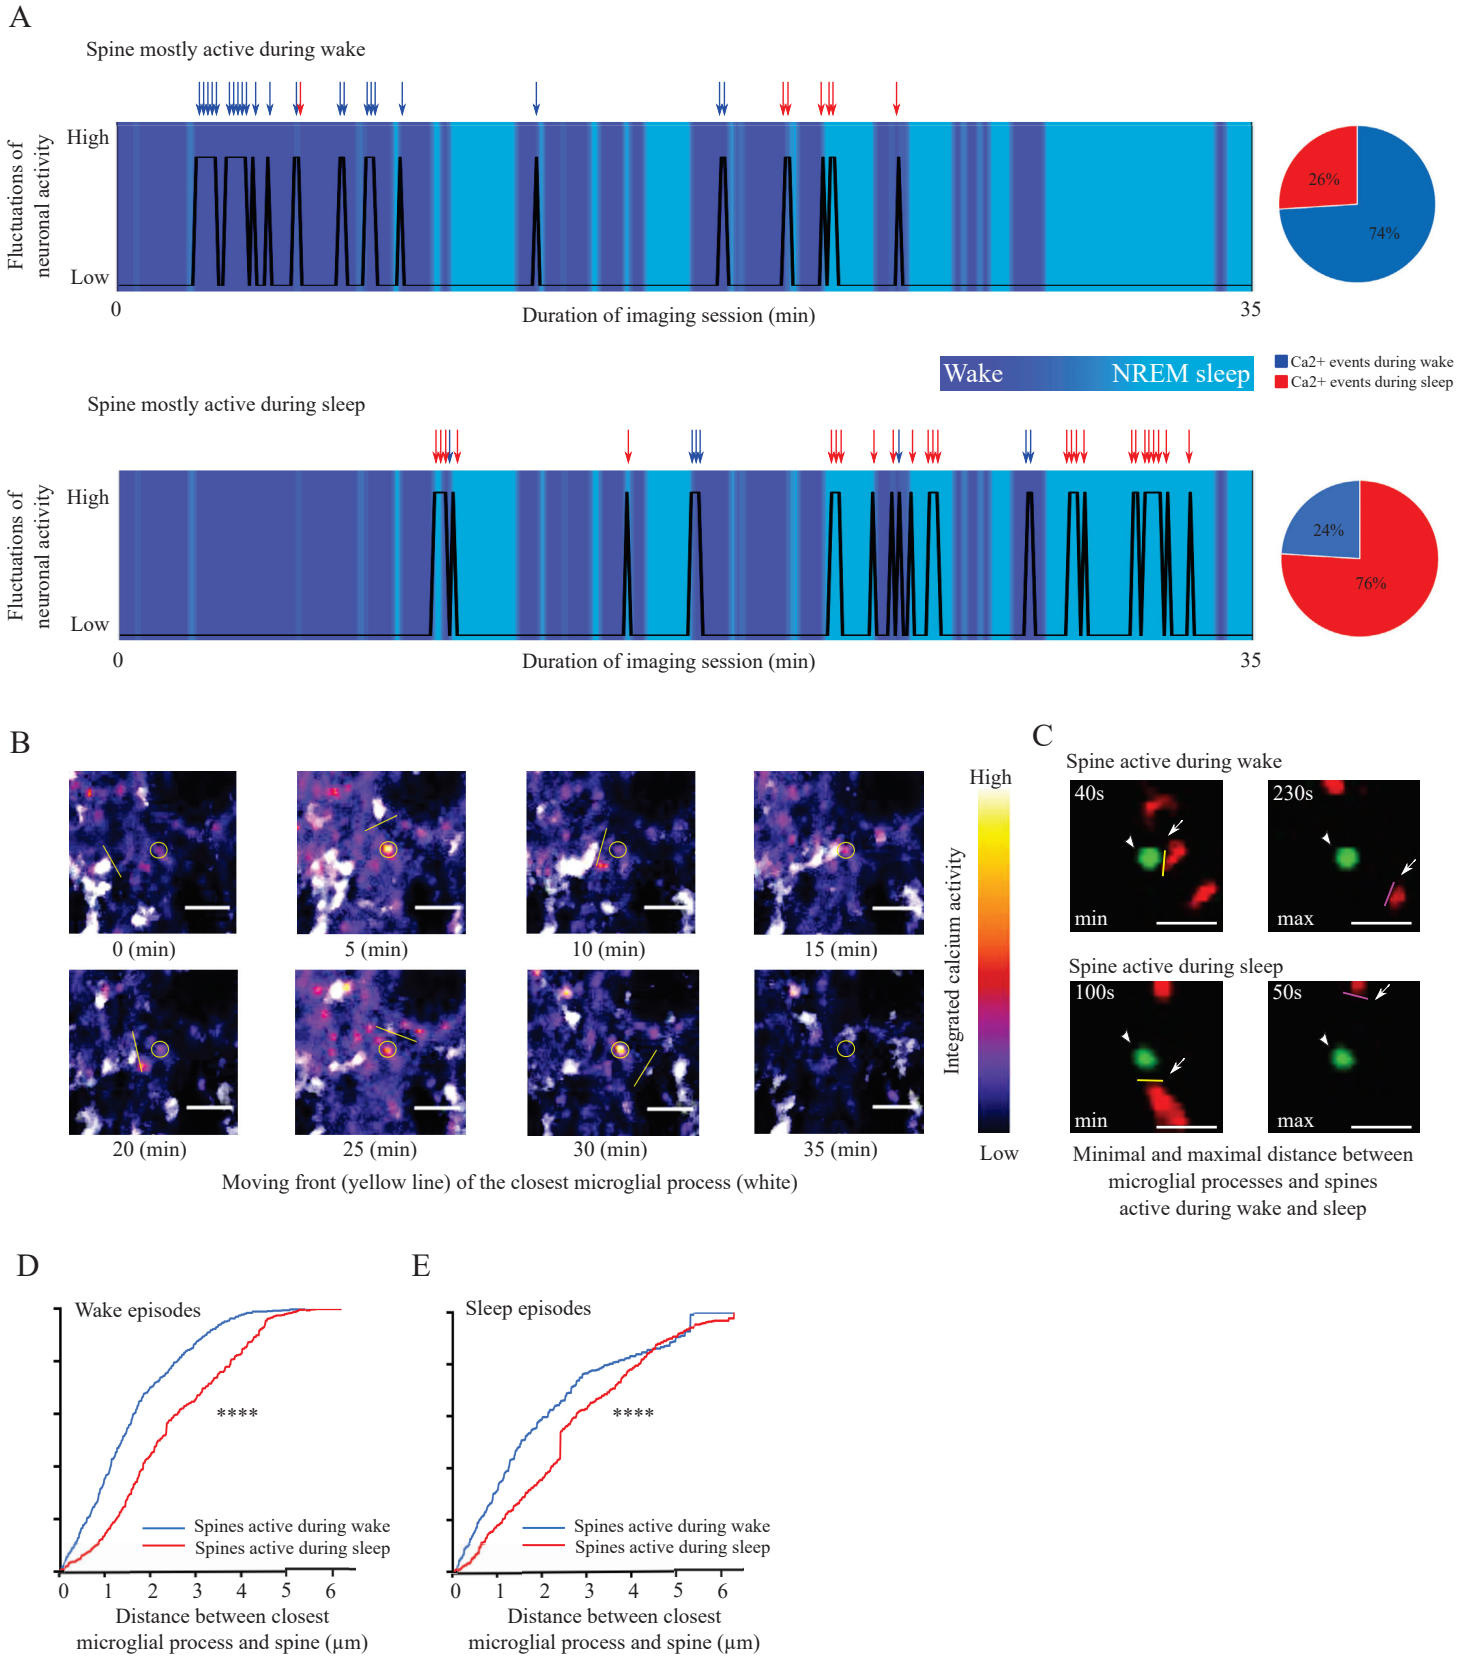 A
Spine mostly active during wake
Fluctuations of
neuronal activity
High
Low
0
35
Duration of imaging session (min)
26%
74%
Wake
NREM sleep
Ca2+ events during wake
Ca2+ events during sleep
Spine mostly active during sleep
Fluctuations of
neuronal activity
High
Low
0
35
Duration of imaging session (min)
24%
76%
B
0 (min)
5 (min)
10 (min)
15 (min)
20 (min)
25 (min)
30 (min)
35 (min)
Moving front (yellow line) of the closest microglial process (white)
High
Integrated calcium activity
Low
C
Spine active during wake
40s
min
230s
max
Spine active during sleep
100s
min
50s
max
Minimal and maximal distance between
microglial processes and spines
active during wake and sleep
D
Wake episodes
****
Spines active during wake
Spines active during sleep
0 1 2 3 4 5 6
Distance between closest
microglial process and spine (µm)
E
Sleep episodes
****
Spines active during wake
Spines active during sleep
0 1 2 3 4 5 6
Distance between closest
microglial process and spine (µm)